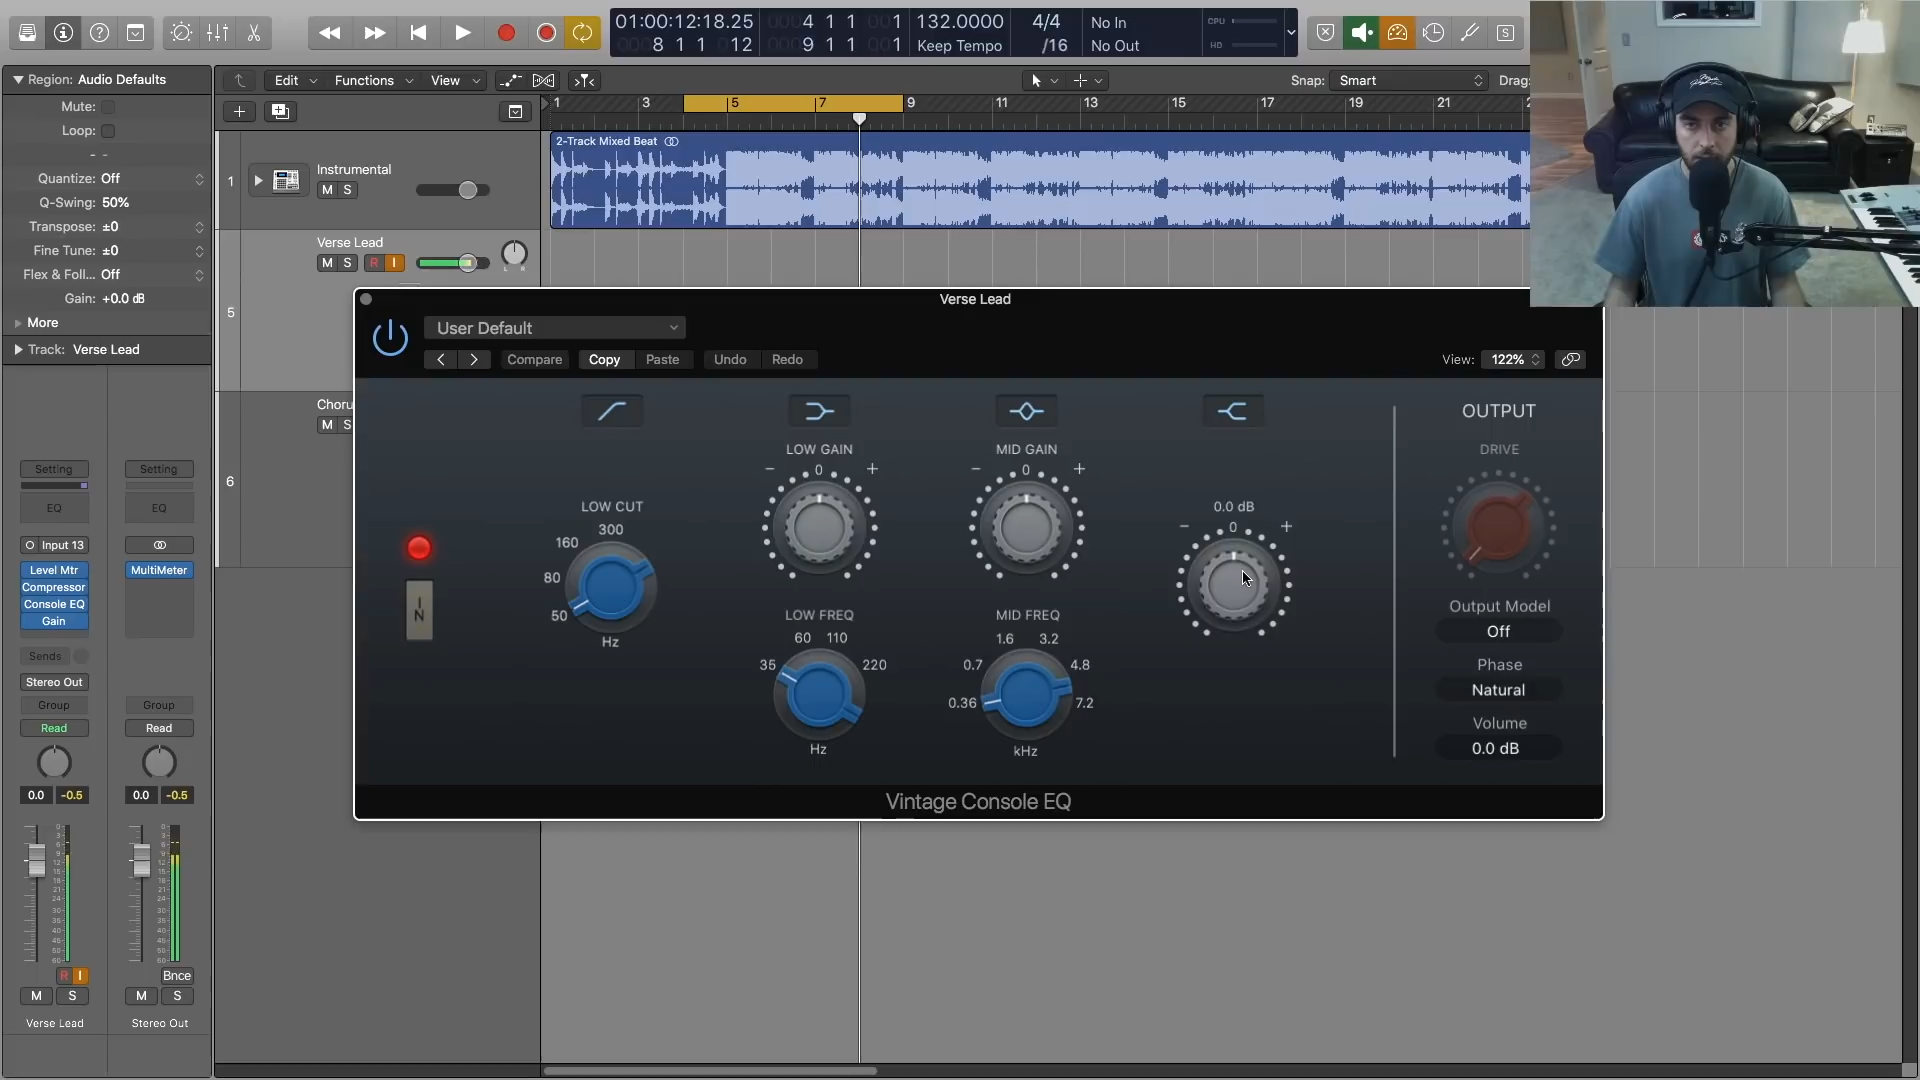 01:00:12:18.25
4 1 1 001
132.0000
4/4
No In
CPU
8 1 1 012
9 1 1 001
Keep Tempo
/16
No Out
HD
Region: Audio Defaults
Edit
Functions
View
Snap:
Smart
Drag:
Mute:
Loop:
1
3
5
7
9
11
13
15
17
19
21
Quantize: Off
Q-Swing: 50%
Transpose: ±0
Fine Tune: ±0
Flex & Foll... Off
Gain: +0.0 dB
More
Track: Verse Lead
2-Track Mixed Beat
1
Instrumental
M S
Verse Lead
M S R I
L R
5
Choru
M S
6
Verse Lead
User Default
Compare
Copy
Paste
Undo
Redo
View:
122%
LOW CUT
50
80
160
300
Hz
IN
LOW GAIN
− 0 +
LOW FREQ
35
60
110
220
Hz
MID GAIN
− 0 +
MID FREQ
0.36
0.7
1.6
3.2
4.8
7.2
kHz
0.0 dB
− 0 +
OUTPUT
DRIVE
Output Model
Off
Phase
Natural
Volume
0.0 dB
Vintage Console EQ
Setting
Setting
EQ
EQ
Input 13
Level Mtr
MultiMeter
Compressor
Console EQ
Gain
Sends
Stereo Out
Group
Group
Read
Read
0.0
-0.5
0.0
-0.5
R I
Bnce
M S
M S
Verse Lead
Stereo Out